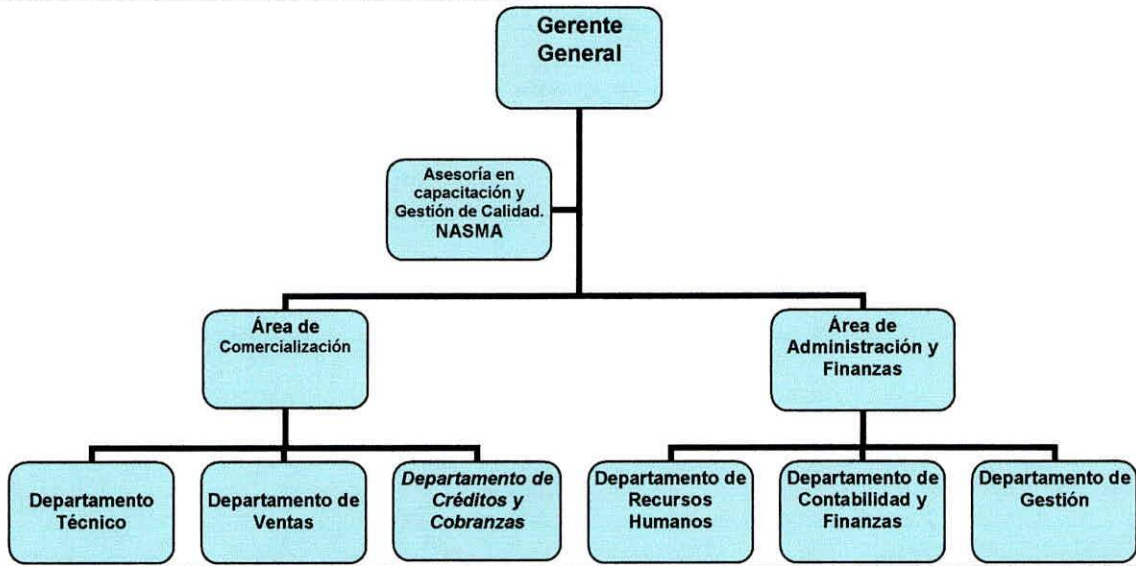 Gerente
General
Asesoría en
capacitación y
Gestión de Calidad.
NASMA
Área de
Comercialización
Área de
Administración y
Finanzas
Departamento
Técnico
Departamento de
Ventas
Departamento de
Créditos y
Cobranzas
Departamento de
Recursos
Humanos
Departamento de
Contabilidad y
Finanzas
Departamento de
Gestión